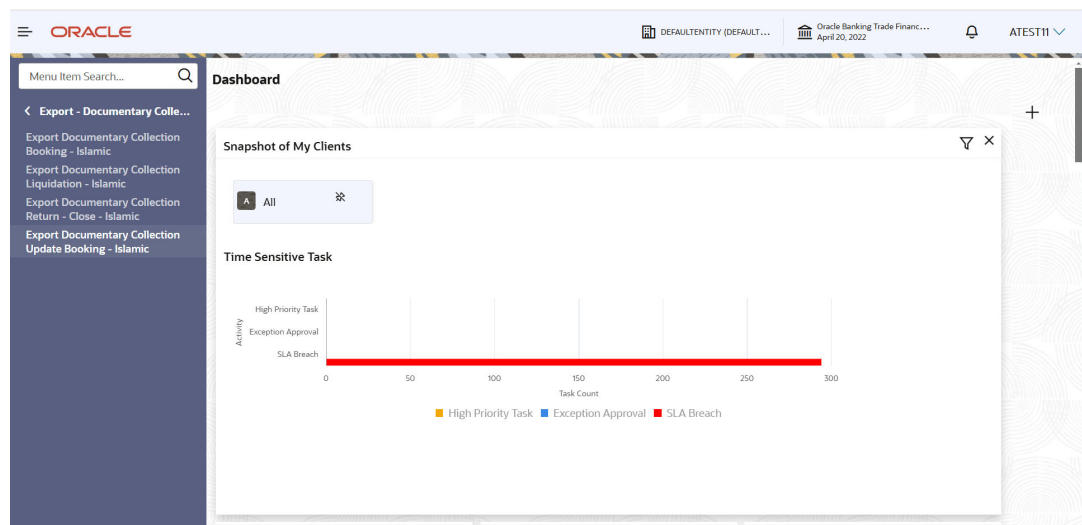 ORACLE
DEFAULTENTITY (DEFAULT...
Oracle Banking Trade Financ...
April 20, 2022
ATEST11
Menu Item Search...
Export - Documentary Colle...
Export Documentary Collection
Booking - Islamic
Export Documentary Collection
Liquidation - Islamic
Export Documentary Collection
Return - Close - Islamic
Export Documentary Collection
Update Booking - Islamic
Dashboard
Snapshot of My Clients
A All
Time Sensitive Task
Activity
High Priority Task
Exception Approval
SLA Breach
0 50 100 150 200 250 300
Task Count
High Priority Task Exception Approval SLA Breach